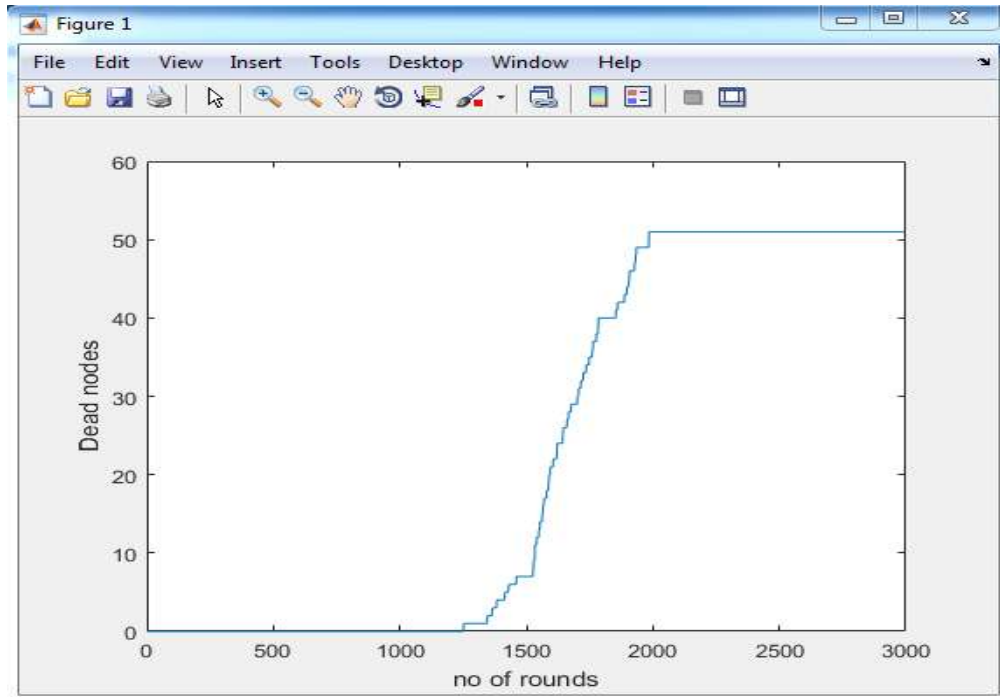 Figure 1
File Edit View Insert Tools Desktop Window Help
60
50
40
30
20
10
0
Dead nodes
0 500 1000 1500 2000 2500 3000
no of rounds